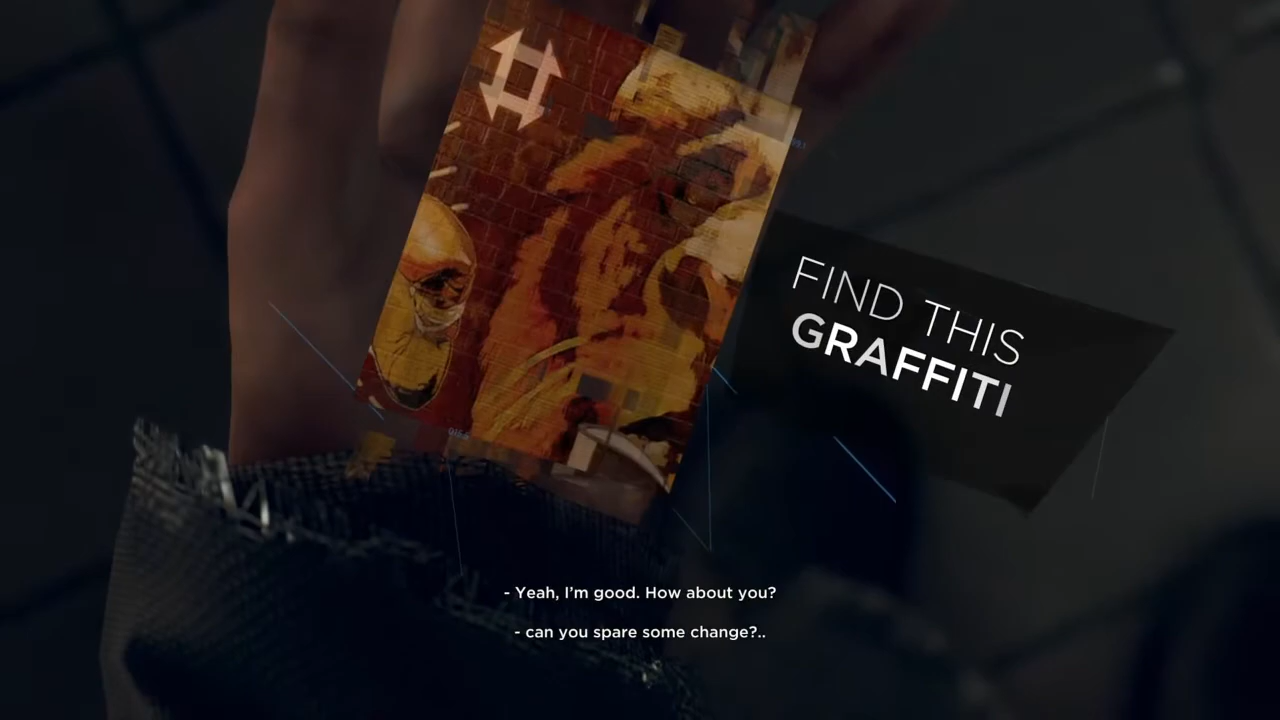 FIND THIS
GRAFFITI
- Yeah, I'm good. How about you?
- can you spare some change?..